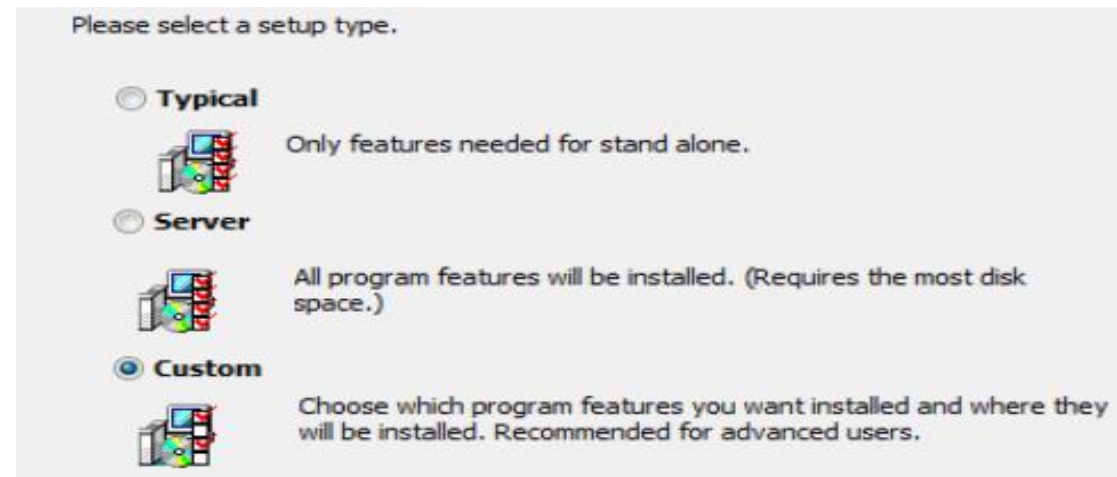 Please select a setup type.
Typical
Only features needed for stand alone.
Server
All program features will be installed. (Requires the most disk
space.)
Custom
Choose which program features you want installed and where they
will be installed. Recommended for advanced users.